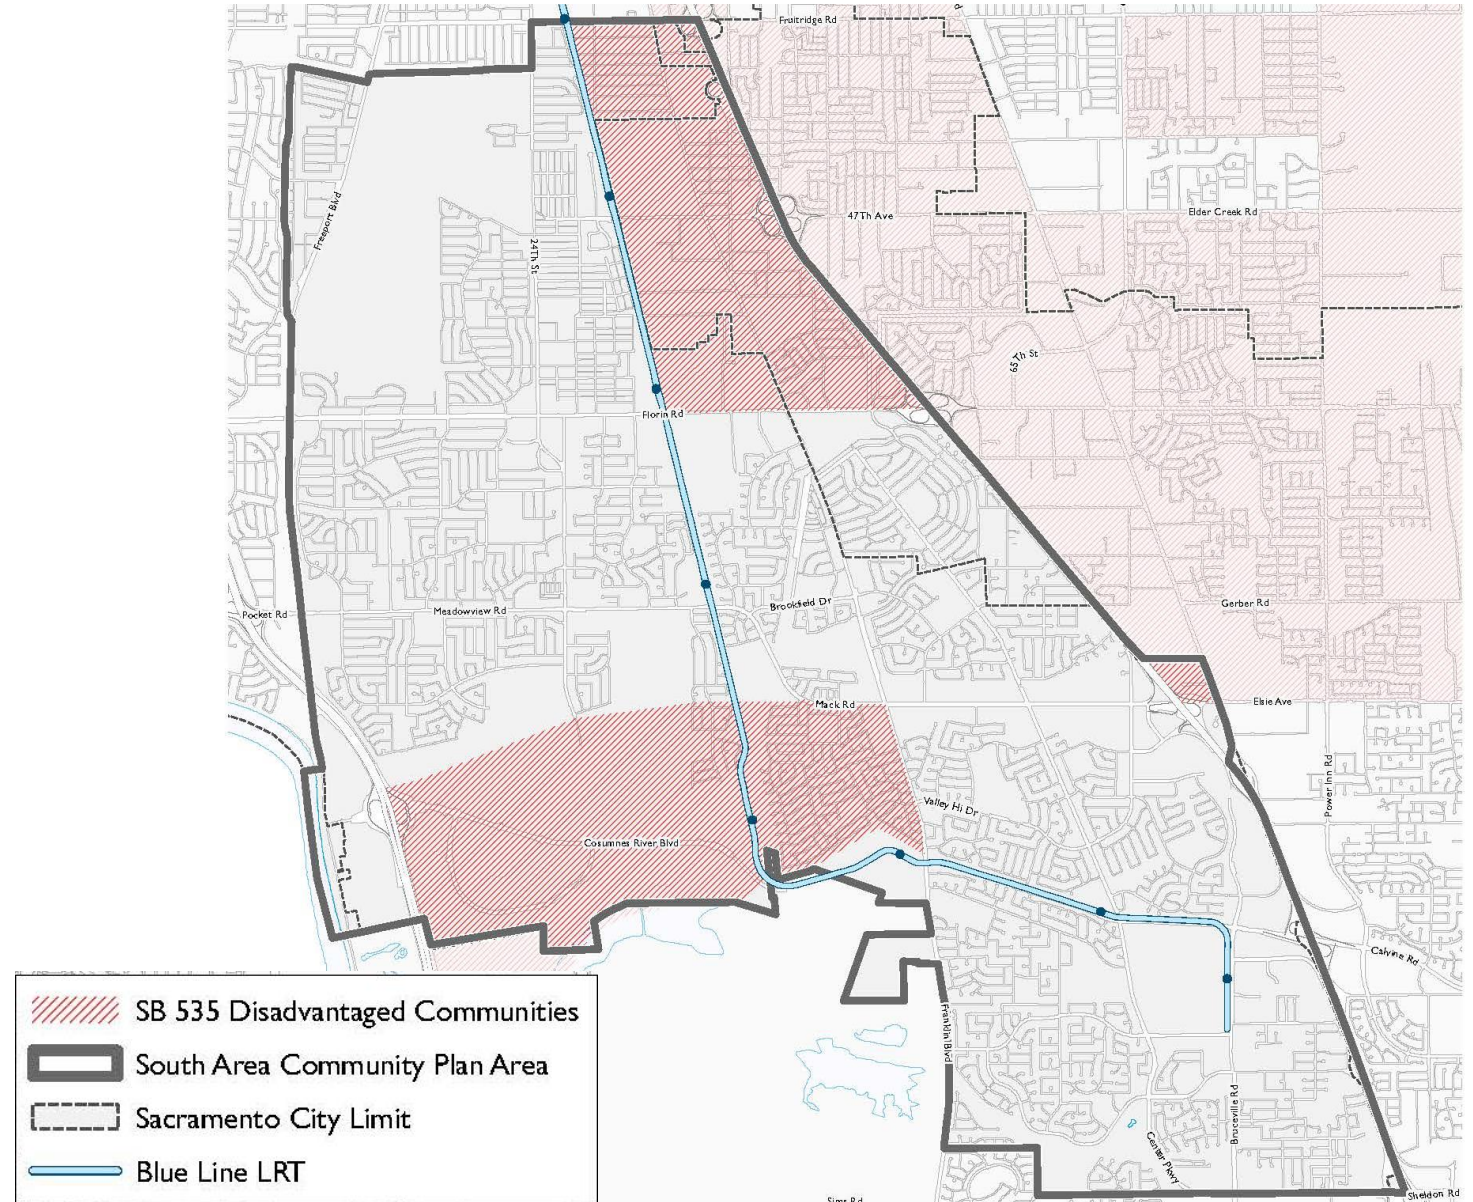 Fruitridge Rd
Freeport Blvd
24Th St
47Th Ave
Elder Creek Rd
65Th St
Florin Rd
Pocket Rd
Meadowview Rd
Brookfield Dr
Gerber Rd
Mack Rd
Elsie Ave
Power Inn Rd
Valley Hi Dr
Cosumnes River Blvd
Calvine Rd
Franklin Blvd
Bruceville Rd
Center Pkwy
Sheldon Rd
Sims Rd
SB 535 Disadvantaged Communities
South Area Community Plan Area
Sacramento City Limit
Blue Line LRT